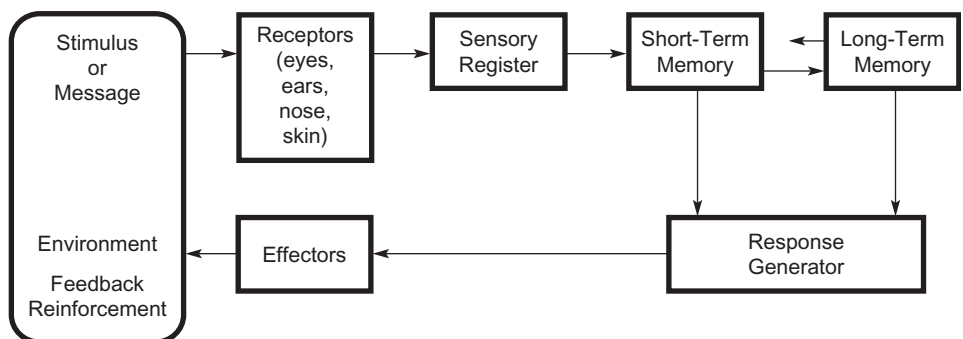 Stimulus
or
Message
Receptors
(eyes,
ears,
nose,
skin)
Sensory
Register
Short-Term
Memory
Long-Term
Memory
Environment
Feedback
Reinforcement
Effectors
Response
Generator